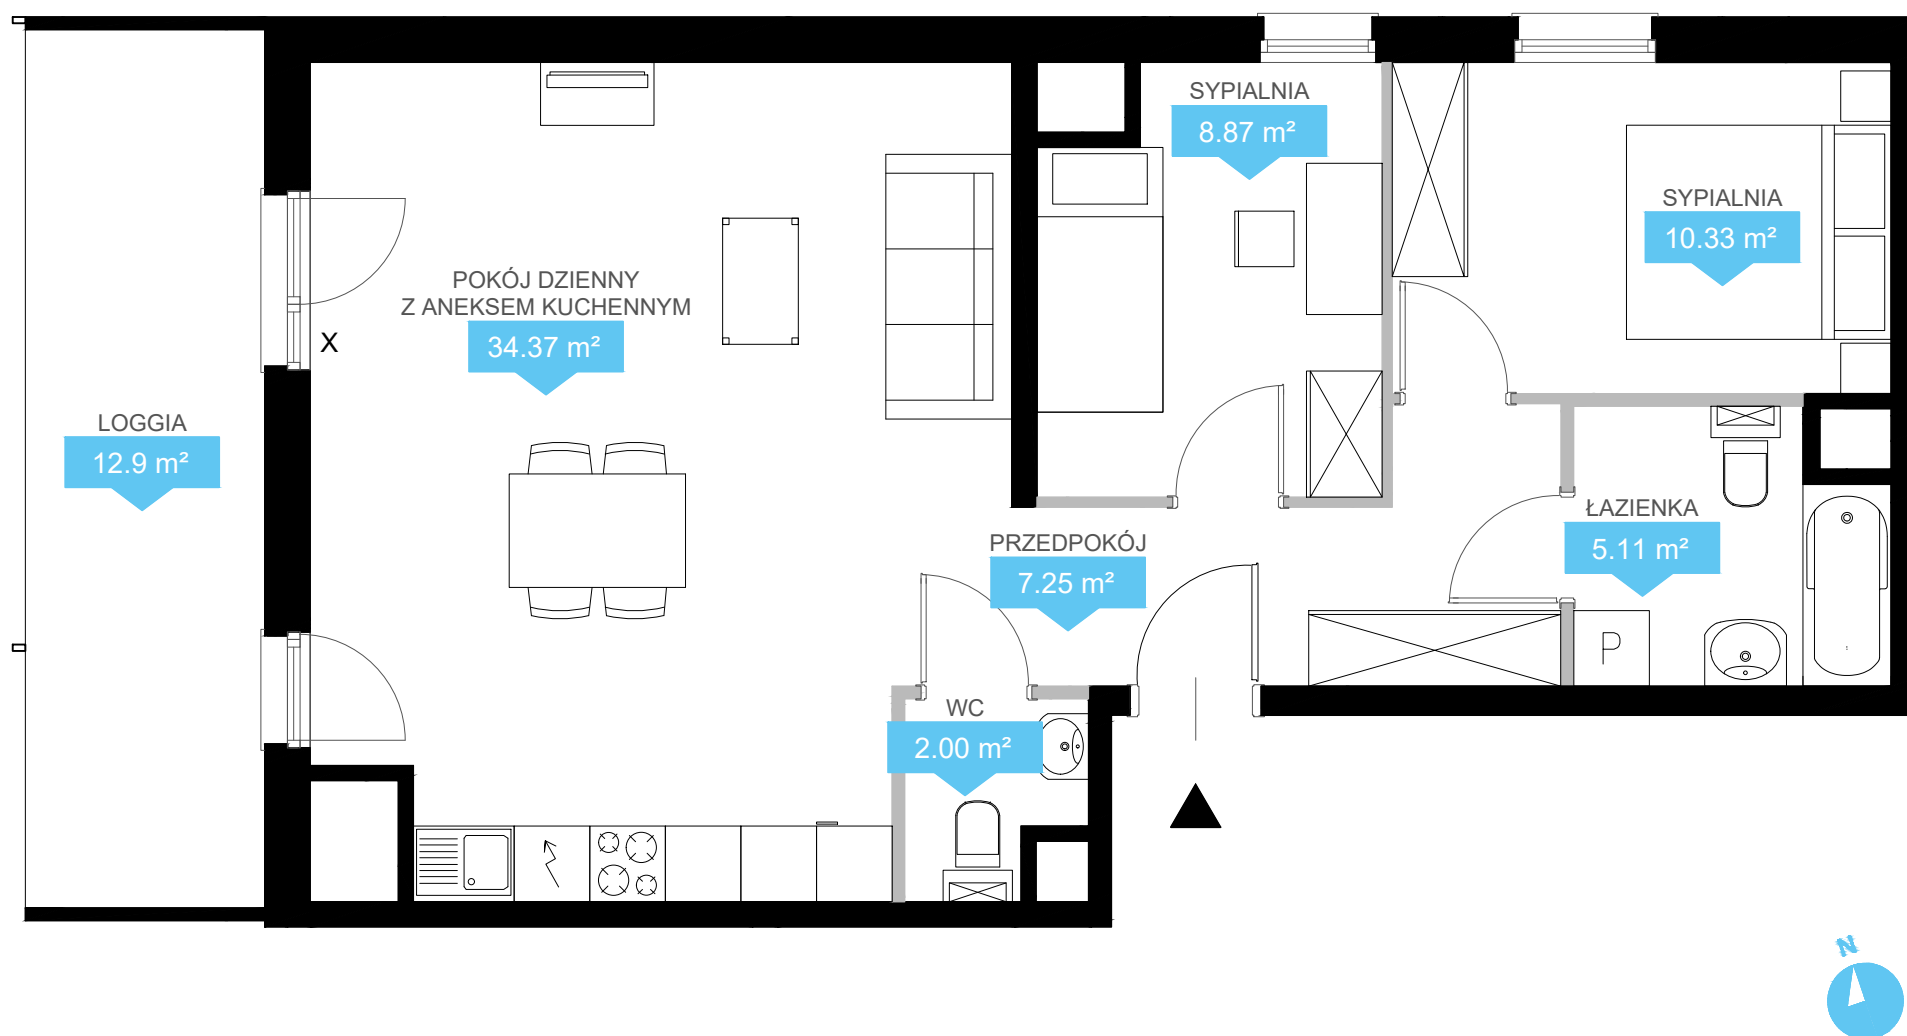 SYPIALNIA
8.87 m²
SYPIALNIA
10.33 m²
POKÓJ DZIENNY
Z ANEKSEM KUCHENNYM
34.37 m²
X
LOGGIA
12.9 m²
ŁAZIENKA
5.11 m²
PRZEDPOKÓJ
7.25 m²
P
WC
2.00 m²
N